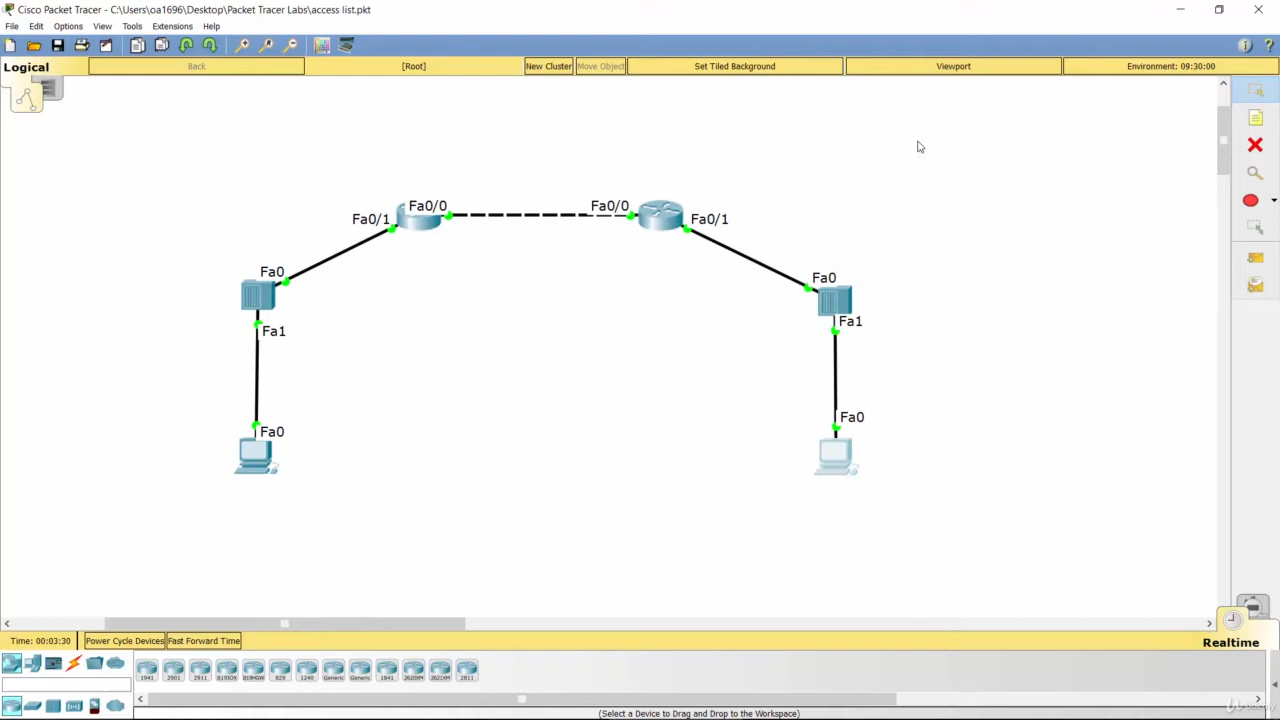 Cisco Packet Tracer - C:\Users\oa1696\Desktop\Packet Tracer Labs\access list.pkt
File Edit Options View Tools Extensions Help
Logical Back [Root] New Cluster Move Object Set Tiled Background Viewport Environment: 09:30:00
Fa0/0 Fa0/0
Fa0/1 Fa0/1
Fa0 Fa0
Fa1 Fa1
Fa0 Fa0
Time: 00:03:30 Power Cycle Devices Fast Forward Time Realtime
1941 2901 2911 819IOX 819HGW 829 1240 Generic Generic 1841 2620XM 2621XM 2811
(Select a Device to Drag and Drop to the Workspace)
Udemy